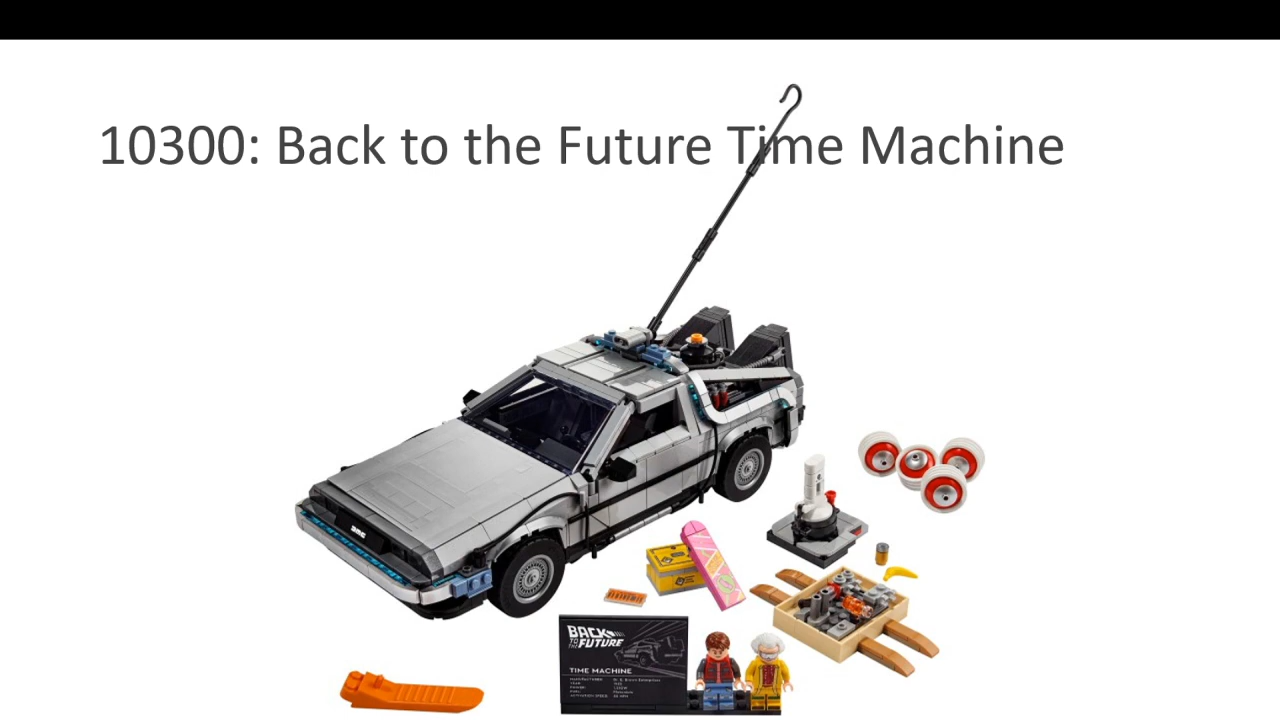 10300: Back to the Future Time Machine
BACK
TO THE FUTURE
TIME MACHINE